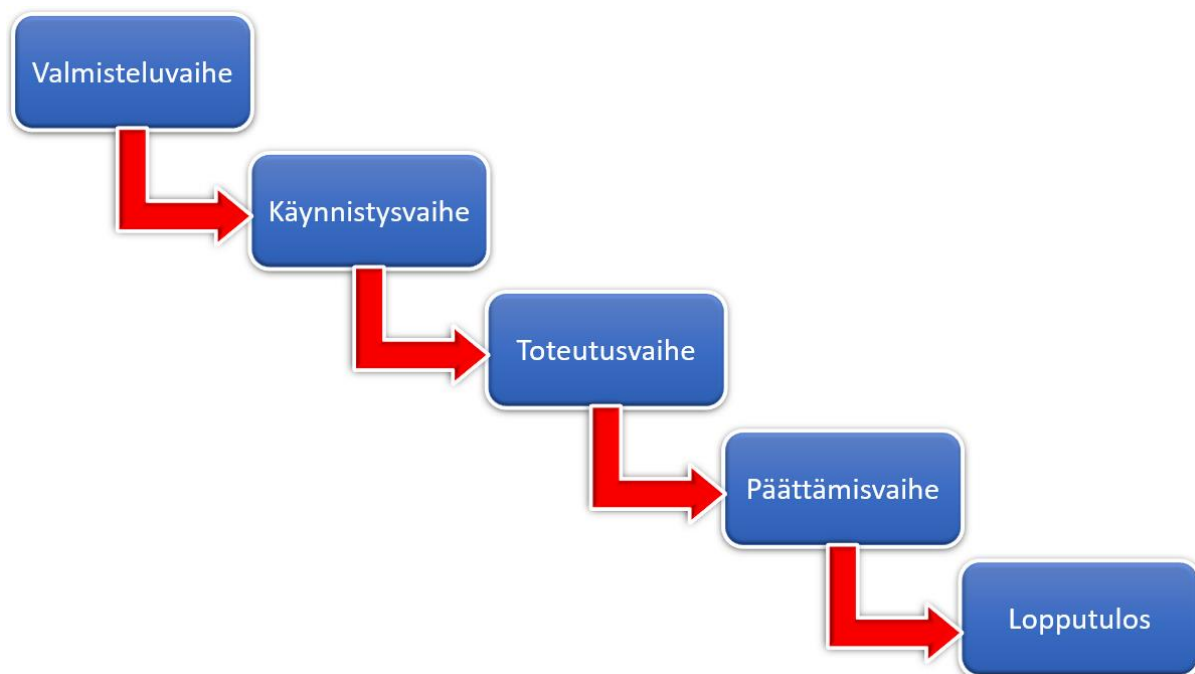 Valmisteluvaihe
Käynnistysvaihe
Toteutusvaihe
Päättämisvaihe
Lopputulos